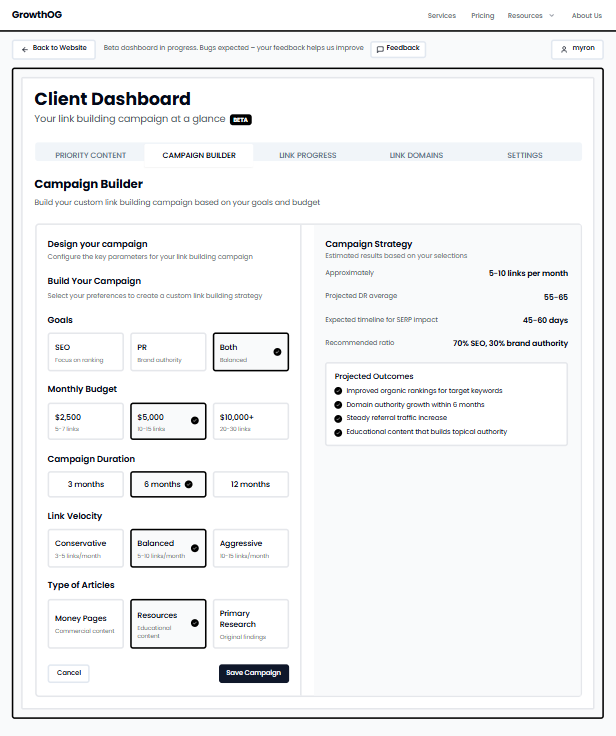 GrowthOG
Services Pricing Resources About Us
Back to Website
Beta dashboard in progress. Bugs expected – your feedback helps us improve
Feedback
myron
Client Dashboard
Your link building campaign at a glance BETA
PRIORITY CONTENT CAMPAIGN BUILDER LINK PROGRESS LINK DOMAINS SETTINGS
Campaign Builder
Build your custom link building campaign based on your goals and budget
Design your campaign
Configure the key parameters for your link building campaign
Build Your Campaign
Select your preferences to create a custom link building strategy
Goals
SEO
Focus on ranking
PR
Brand authority
Both
Balanced
Monthly Budget
$2,500
5-7 links
$5,000
10-15 links
$10,000+
20-30 links
Campaign Duration
3 months
6 months
12 months
Link Velocity
Conservative
3-5 links/month
Balanced
5-10 links/month
Aggressive
10-15 links/month
Type of Articles
Money Pages
Commercial content
Resources
Educational
content
Primary
Research
Original findings
Cancel
Save Campaign
Campaign Strategy
Estimated results based on your selections
Approximately 5-10 links per month
Projected DR average 55-65
Expected timeline for SERP impact 45-60 days
Recommended ratio 70% SEO, 30% brand authority
Projected Outcomes
Improved organic rankings for target keywords
Domain authority growth within 6 months
Steady referral traffic increase
Educational content that builds topical authority